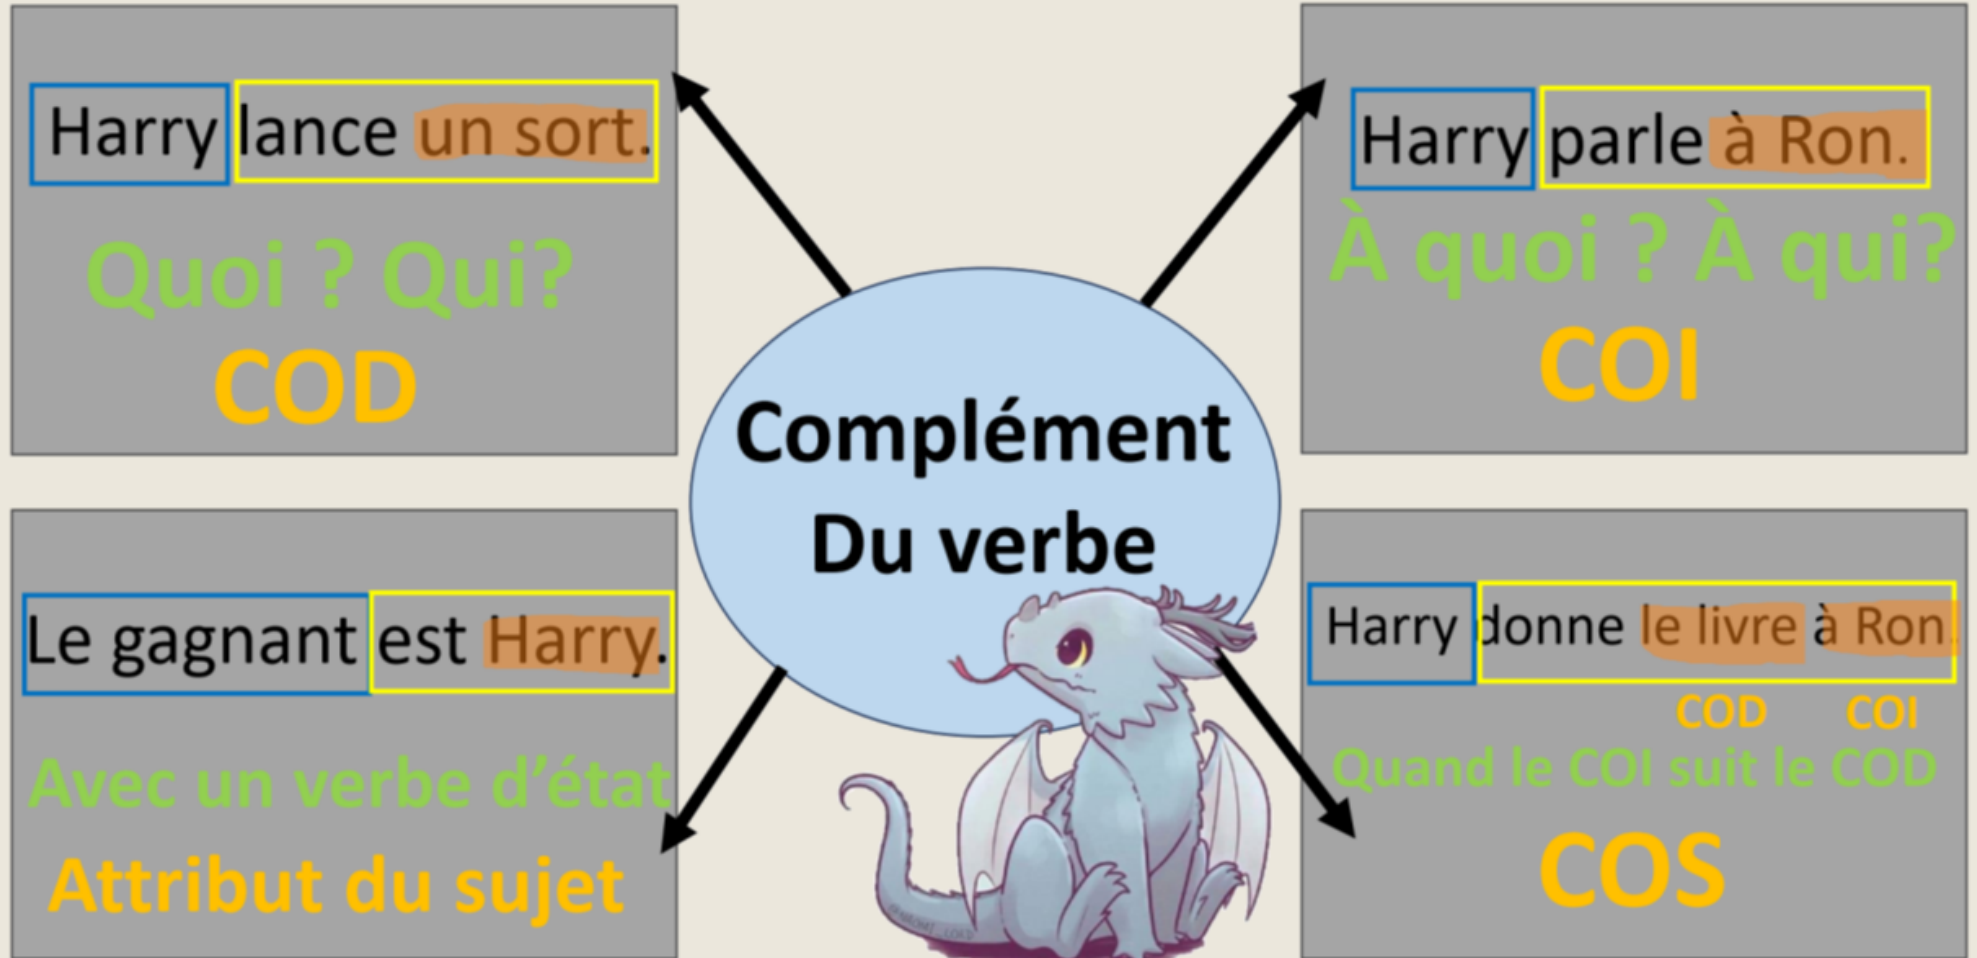 Harry lance un sort.
Quoi ? Qui?
COD
Harry parle à Ron.
À quoi ? À qui?
COI
Complément
Du verbe
Le gagnant est Harry.
Avec un verbe d'état
Attribut du sujet
Harry donne le livre à Ron.
COD COI
Quand le COI suit le COD
COS